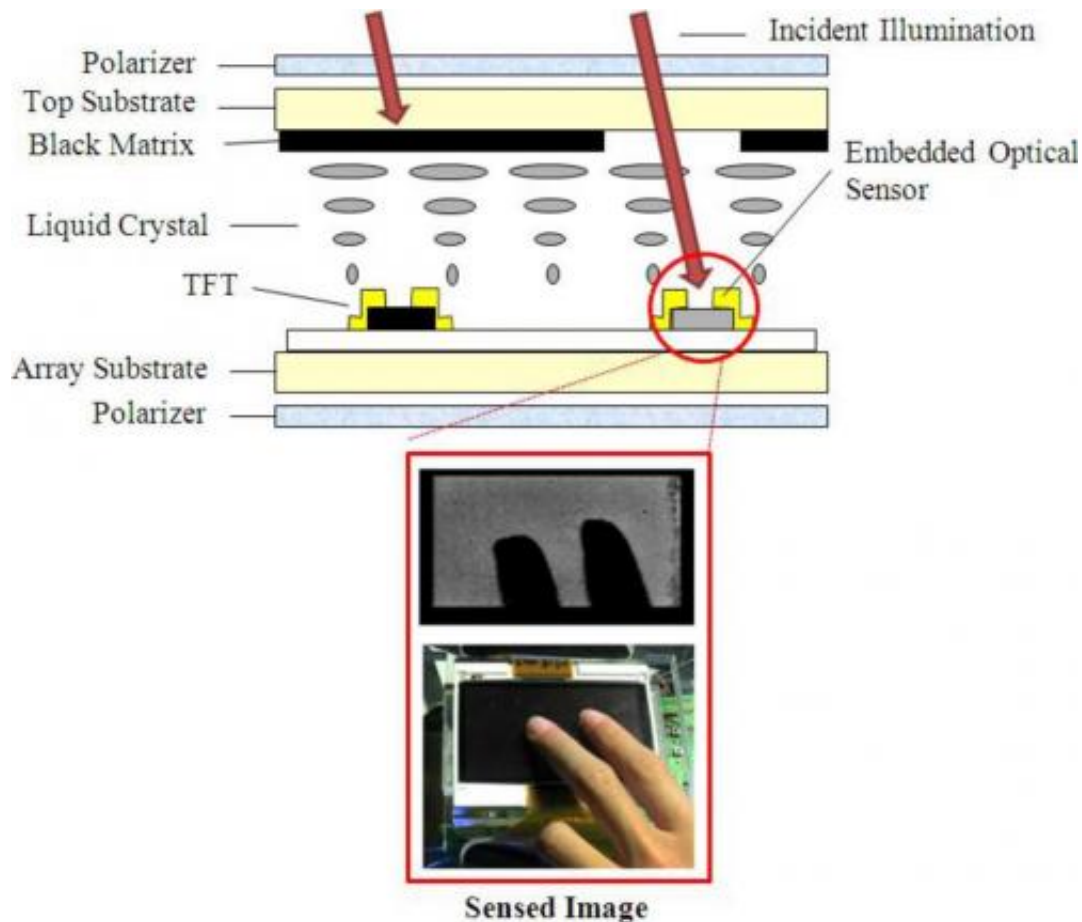 Incident Illumination
Polarizer
Top Substrate
Black Matrix
Embedded Optical
Sensor
Liquid Crystal
TFT
Array Substrate
Polarizer
Sensed Image